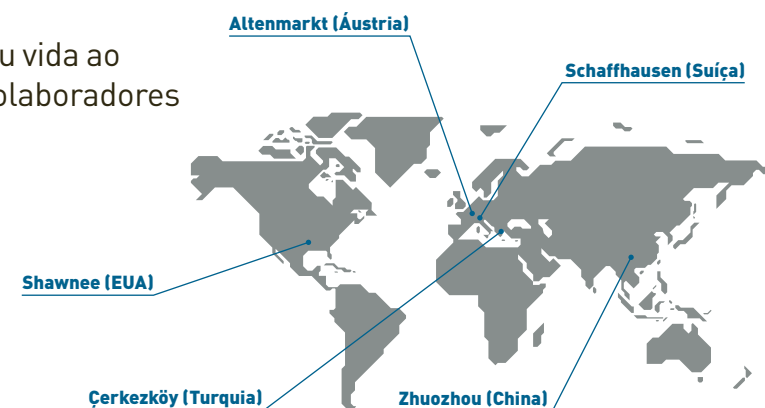 Altenmarkt (Áustria)
u vida ao
olaboradores
Schaffhausen (Suíça)
Shawnee (EUA)
Çerkezköy (Turquia)
Zhuozhou (China)